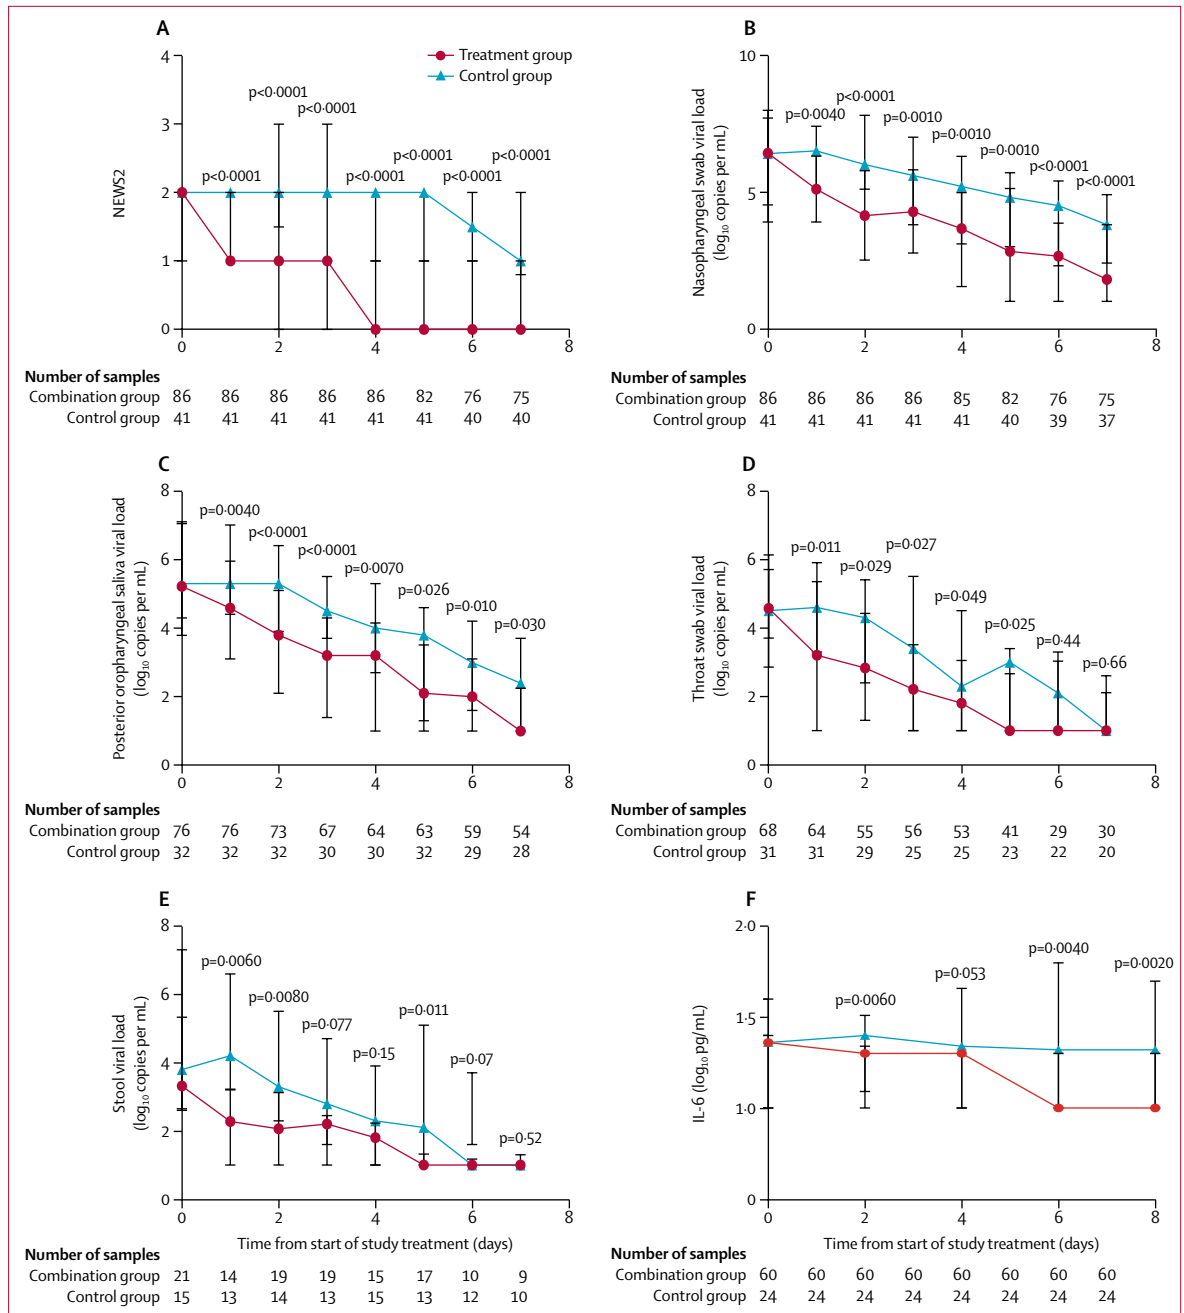 A
4
3
2
1
0
NEWS2
Treatment group
Control group
p<0·0001
p<0·0001
p<0·0001
p<0·0001
p<0·0001
p<0·0001
p<0·0001
0 2 4 6 8
Number of samples
Combination group 86 86 86 86 86 82 76 75
Control group 41 41 41 41 41 41 40 40
B
10
5
0
Nasopharyngeal swab viral load
(log₁₀ copies per mL)
p=0·0040
p<0·0001
p=0·0010
p=0·0010
p=0·0010
p<0·0001
p<0·0001
0 2 4 6 8
Number of samples
Combination group 86 86 86 86 85 82 76 75
Control group 41 41 41 41 41 40 39 37
C
8
6
4
2
0
Posterior oropharyngeal saliva viral load
(log₁₀ copies per mL)
p=0·0040
p<0·0001
p<0·0001
p=0·0070
p=0·026
p=0·010
p=0·030
0 2 4 6 8
Number of samples
Combination group 76 76 73 67 64 63 59 54
Control group 32 32 32 30 30 32 29 28
D
8
6
4
2
0
Throat swab viral load
(log₁₀ copies per mL)
p=0·011
p=0·029
p=0·027
p=0·049
p=0·025
p=0·44
p=0·66
0 2 4 6 8
Number of samples
Combination group 68 64 55 56 53 41 29 30
Control group 31 31 29 25 25 23 22 20
E
8
6
4
2
0
Stool viral load
(log₁₀ copies per mL)
p=0·0060
p=0·0080
p=0·077
p=0·15
p=0·011
p=0·07
p=0·52
0 2 4 6 8
Time from start of study treatment (days)
Number of samples
Combination group 21 14 19 19 15 17 10 9
Control group 15 13 14 13 15 13 12 10
F
2·0
1·5
1·0
0
IL-6 (log₁₀ pg/mL)
p=0·0060
p=0·053
p=0·0040
p=0·0020
0 2 4 6 8
Time from start of study treatment (days)
Number of samples
Combination group 60 60 60 60 60 60 60 60
Control group 24 24 24 24 24 24 24 24